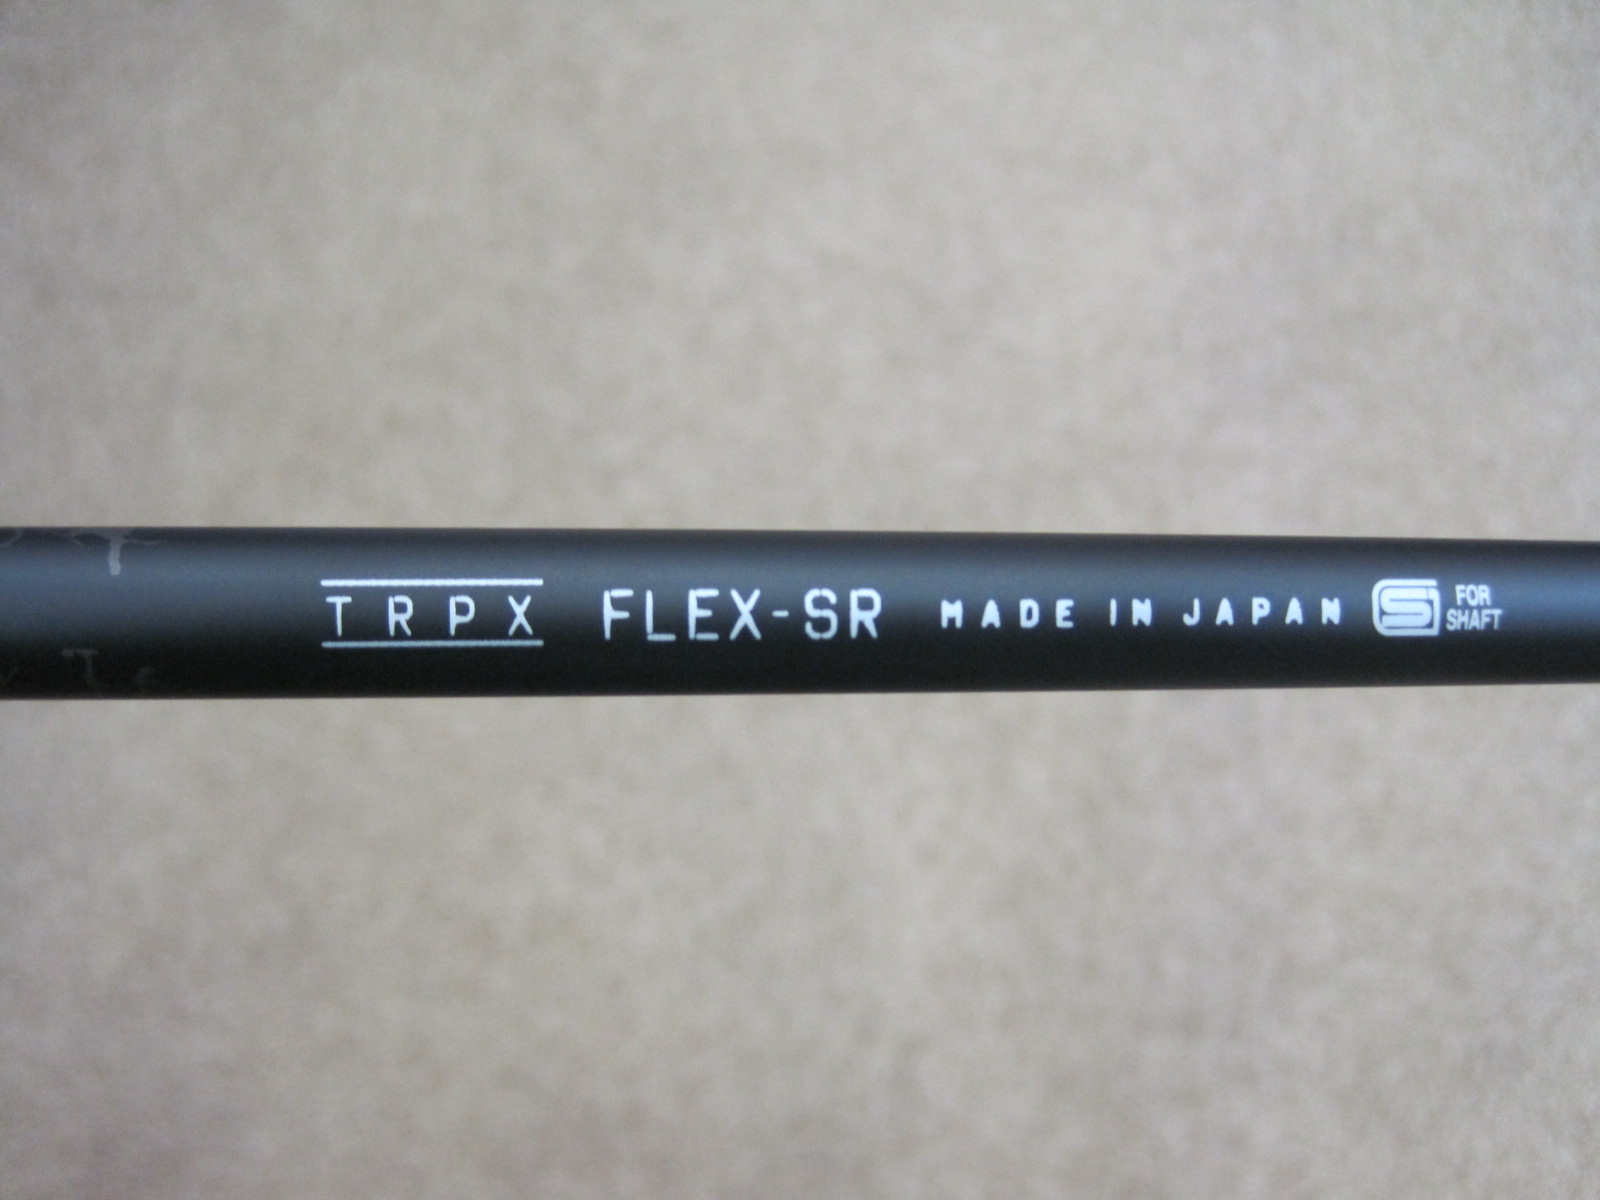 TRPX FLEX-SR MADE IN JAPAN S FOR
SHAFT